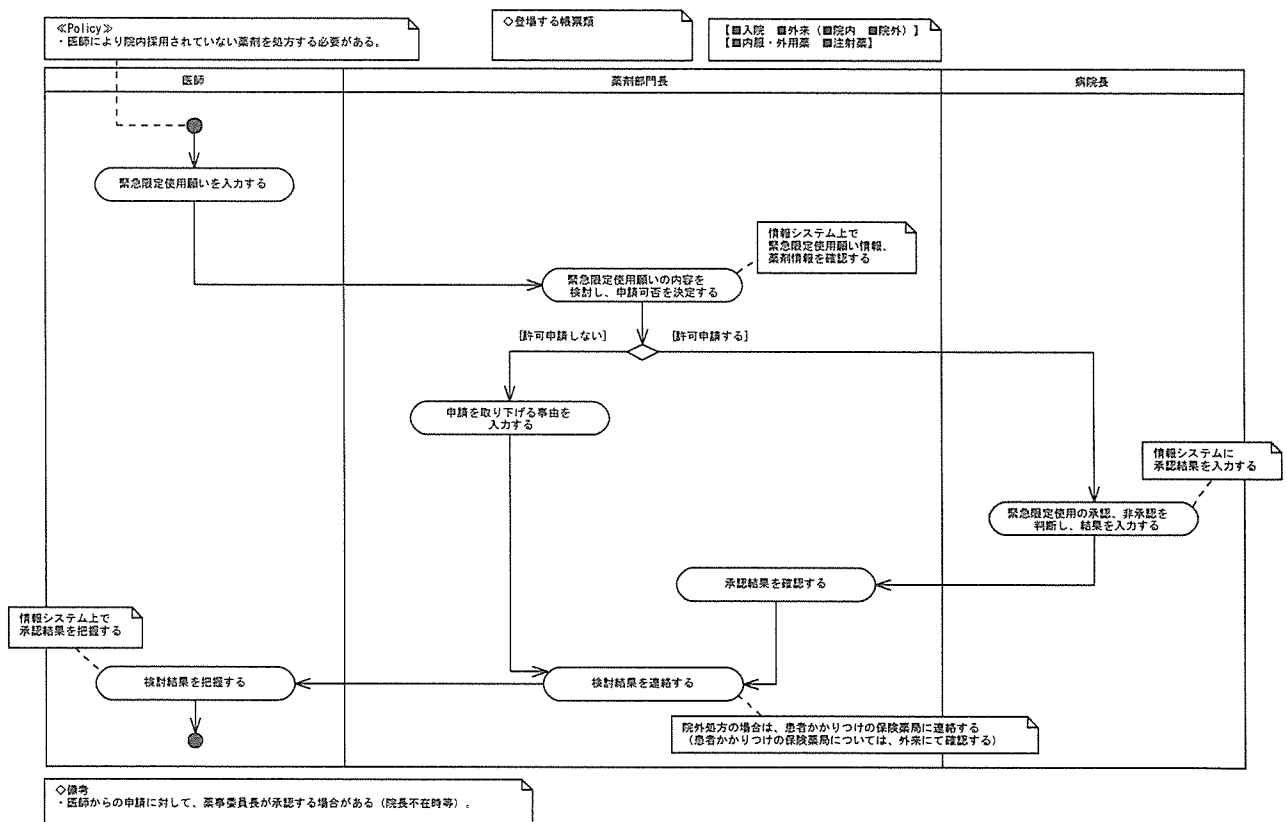 ≪Policy≫
・医師により院内採用されていない薬剤を処方する必要がある。
◇登場する帳票類
【■入院 ■外来（■院内 ■院外）】
【■内服・外用薬 ■注射薬】
医師
薬剤部門長
病院長
緊急限定使用願いを入力する
情報システム上で
緊急限定使用願い情報、
薬剤情報を確認する
緊急限定使用願いの内容を
検討し、申請可否を決定する
[許可申請しない]
[許可申請する]
申請を取り下げる事由を
入力する
情報システムに
承認結果を入力する
緊急限定使用の承認、非承認を
判断し、結果を入力する
承認結果を確認する
情報システム上で
承認結果を把握する
検討結果を把握する
検討結果を連絡する
院外処方の場合は、患者かかりつけの保険薬局に連絡する
（患者かかりつけの保険薬局については、外来にて確認する）
◇備考
・医師からの申請に対して、薬事委員長が承認する場合がある（院長不在時等）。